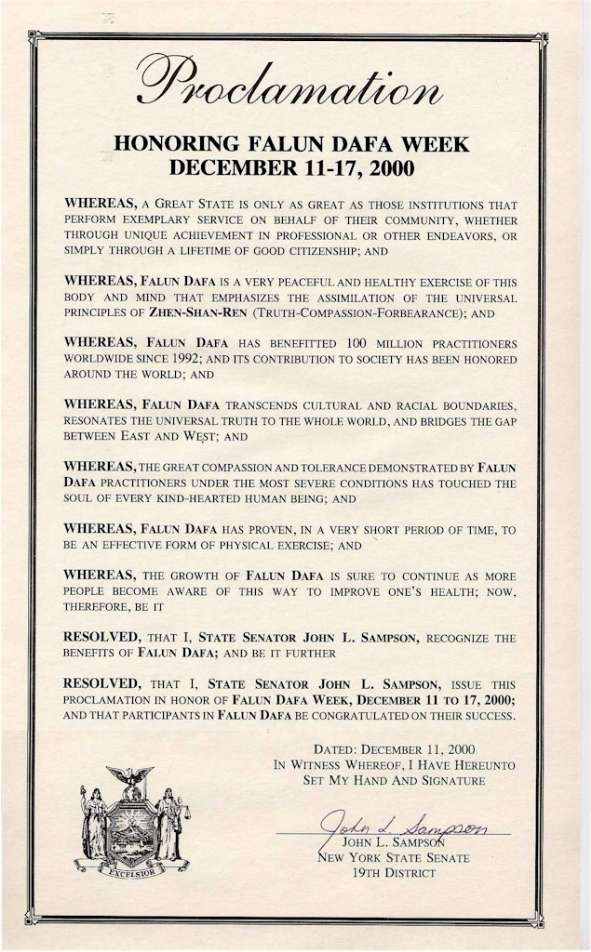 Proclamation
HONORING FALUN DAFA WEEK
DECEMBER 11-17, 2000
WHEREAS, A GREAT STATE IS ONLY AS GREAT AS THOSE INSTITUTIONS THAT
PERFORM EXEMPLARY SERVICE ON BEHALF OF THEIR COMMUNITY, WHETHER
THROUGH UNIQUE ACHIEVEMENT IN PROFESSIONAL OR OTHER ENDEAVORS, OR
SIMPLY THROUGH A LIFETIME OF GOOD CITIZENSHIP; AND
WHEREAS, FALUN DAFA IS A VERY PEACEFUL AND HEALTHY EXERCISE OF THIS
BODY AND MIND THAT EMPHASIZES THE ASSIMILATION OF THE UNIVERSAL
PRINCIPLES OF ZHEN-SHAN-REN (TRUTH-COMPASSION-FORBEARANCE); AND
WHEREAS, FALUN DAFA HAS BENEFITTED 100 MILLION PRACTITIONERS
WORLDWIDE SINCE 1992; AND ITS CONTRIBUTION TO SOCIETY HAS BEEN HONORED
AROUND THE WORLD; AND
WHEREAS, FALUN DAFA TRANSCENDS CULTURAL AND RACIAL BOUNDARIES,
RESONATES THE UNIVERSAL TRUTH TO THE WHOLE WORLD, AND BRIDGES THE GAP
BETWEEN EAST AND WEST; AND
WHEREAS, THE GREAT COMPASSION AND TOLERANCE DEMONSTRATED BY FALUN
DAFA PRACTITIONERS UNDER THE MOST SEVERE CONDITIONS HAS TOUCHED THE
SOUL OF EVERY KIND-HEARTED HUMAN BEING; AND
WHEREAS, FALUN DAFA HAS PROVEN, IN A VERY SHORT PERIOD OF TIME, TO
BE AN EFFECTIVE FORM OF PHYSICAL EXERCISE; AND
WHEREAS, THE GROWTH OF FALUN DAFA IS SURE TO CONTINUE AS MORE
PEOPLE BECOME AWARE OF THIS WAY TO IMPROVE ONE'S HEALTH; NOW,
THEREFORE, BE IT
RESOLVED, THAT I, STATE SENATOR JOHN L. SAMPSON, RECOGNIZE THE
BENEFITS OF FALUN DAFA; AND BE IT FURTHER
RESOLVED, THAT I, STATE SENATOR JOHN L. SAMPSON, ISSUE THIS
PROCLAMATION IN HONOR OF FALUN DAFA WEEK, DECEMBER 11 TO 17, 2000;
AND THAT PARTICIPANTS IN FALUN DAFA BE CONGRATULATED ON THEIR SUCCESS.
DATED: DECEMBER 11, 2000
IN WITNESS WHEREOF, I HAVE HEREUNTO
SET MY HAND AND SIGNATURE
John L. Sampson
JOHN L. SAMPSON
NEW YORK STATE SENATE
19TH DISTRICT
EXCELSIOR